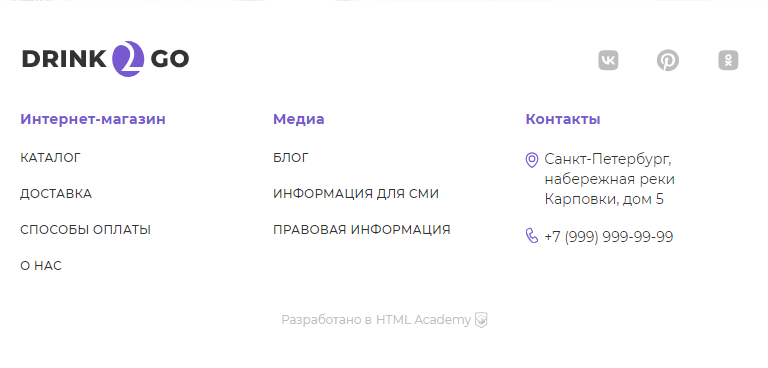 DRINK 2 GO
Интернет-магазин
КАТАЛОГ
ДОСТАВКА
СПОСОБЫ ОПЛАТЫ
О НАС
Медиа
БЛОГ
ИНФОРМАЦИЯ ДЛЯ СМИ
ПРАВОВАЯ ИНФОРМАЦИЯ
Контакты
Санкт-Петербург,
набережная реки
Карповки, дом 5
+7 (999) 999-99-99
Разработано в HTML Academy